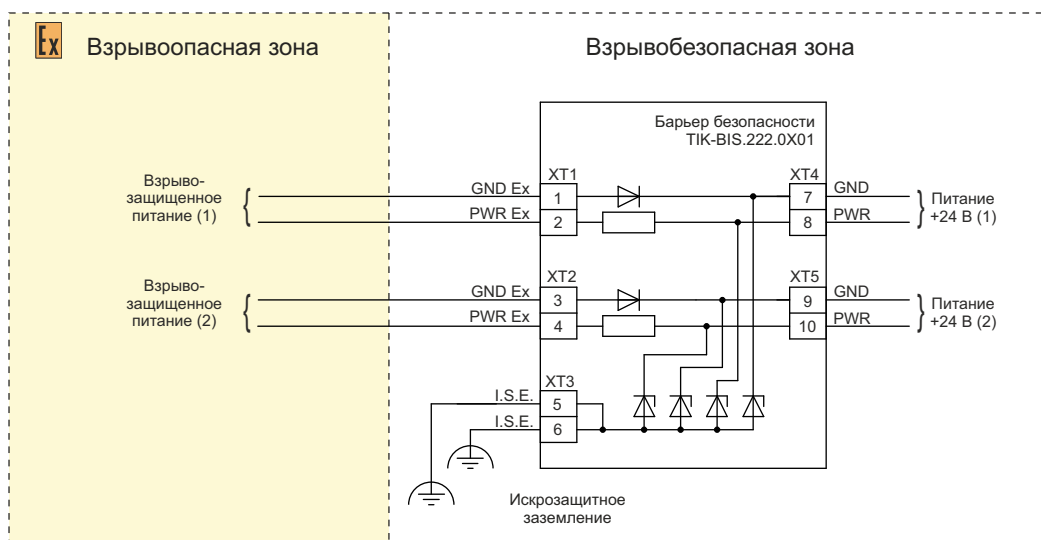 Ex
Взрывоопасная зона
Взрывобезопасная зона
Барьер безопасности
TIK-BIS.222.0X01
Взрыво-
защищенное
питание (1)
GND Ex
PWR Ex
XT1
1
2
XT4
7
8
GND
PWR
Питание
+24 В (1)
Взрыво-
защищенное
питание (2)
GND Ex
PWR Ex
XT2
3
4
XT5
9
10
GND
PWR
Питание
+24 В (2)
XT3
I.S.E.
5
I.S.E.
6
Искрозащитное
заземление